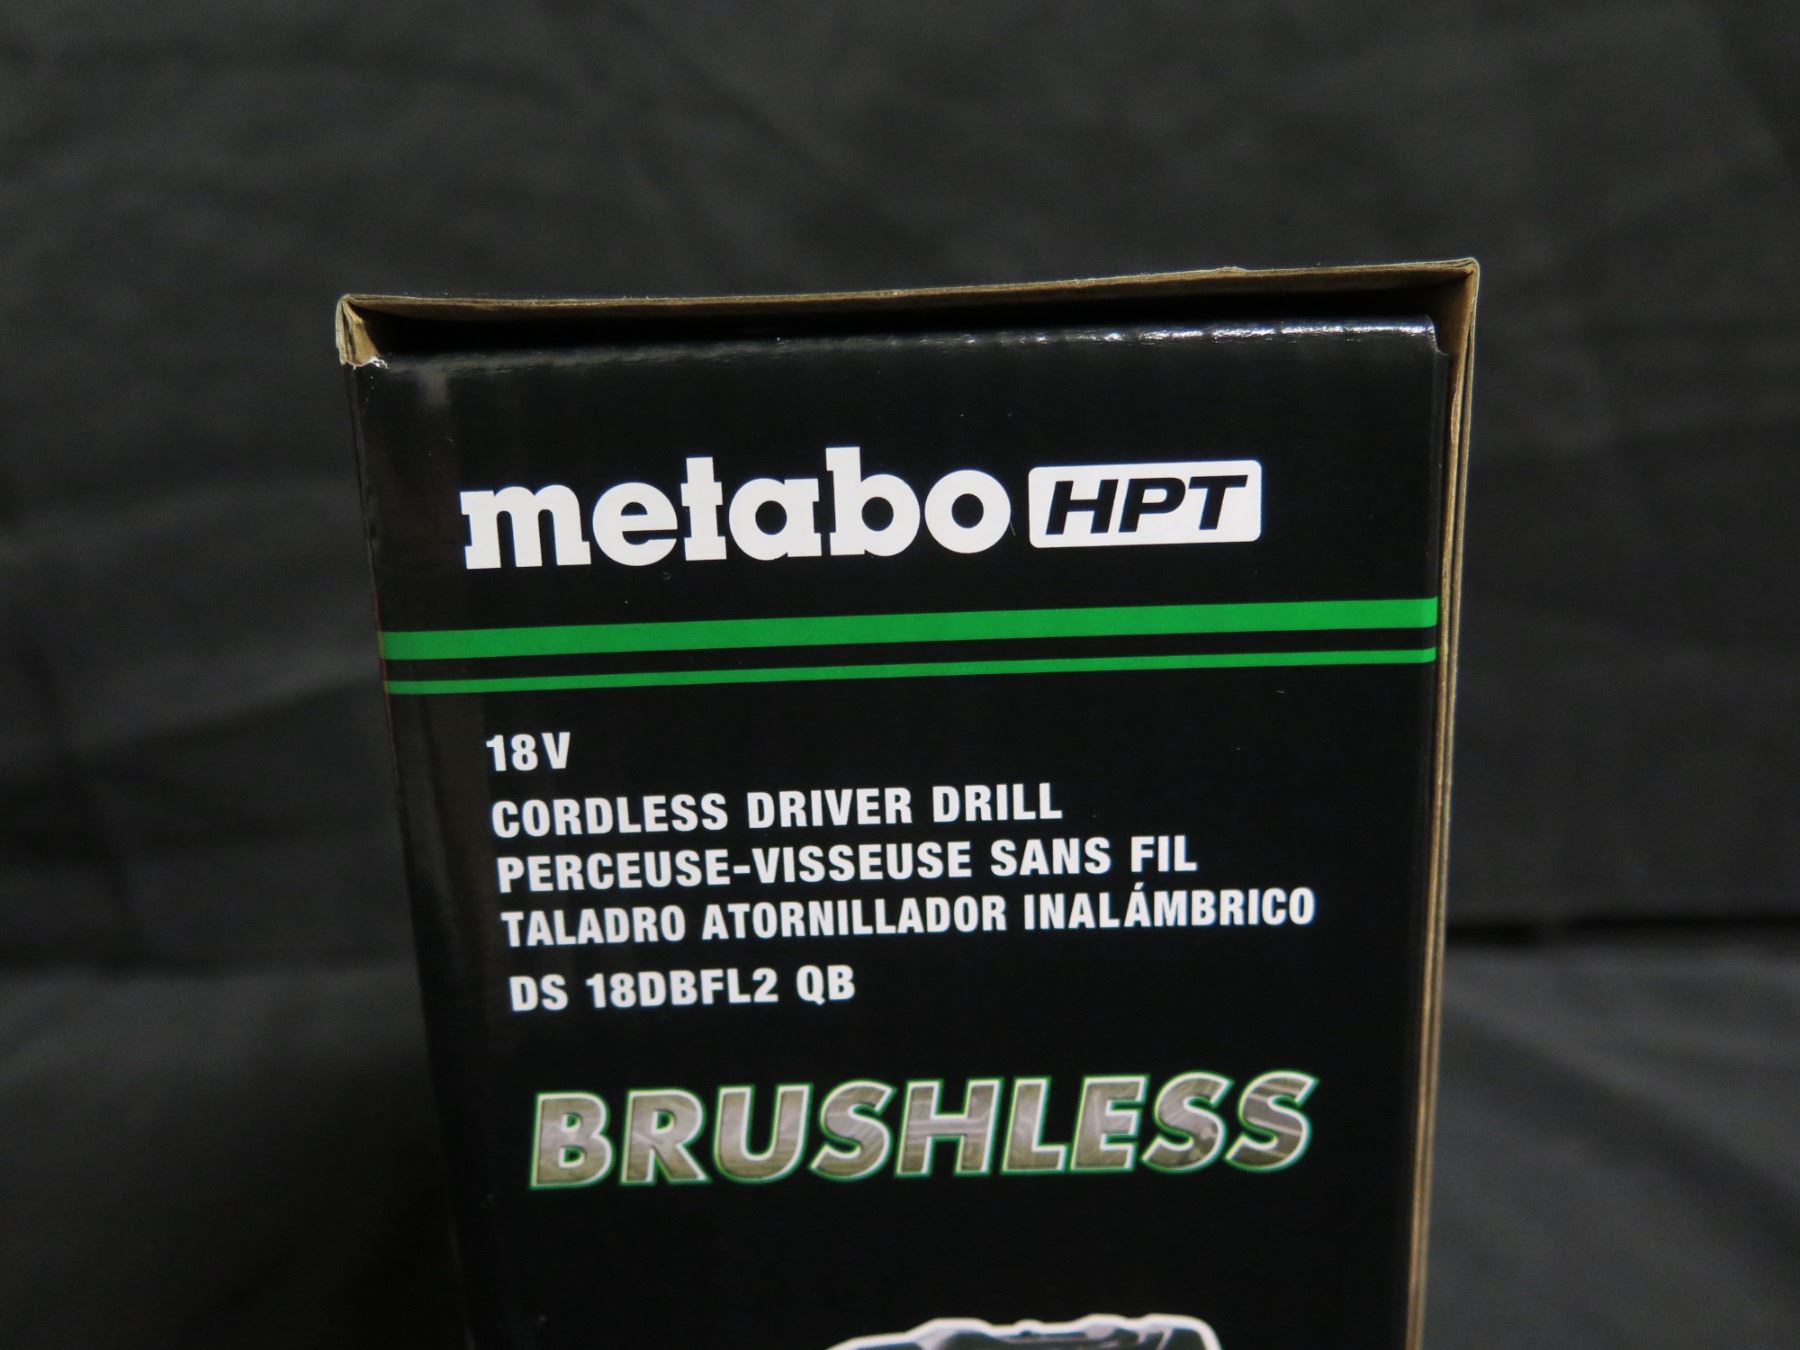 metabo HPT
18V
CORDLESS DRIVER DRILL
PERCEUSE-VISSEUSE SANS FIL
TALADRO ATORNILLADOR INALÁMBRICO
DS 18DBFL2 QB
BRUSHLESS